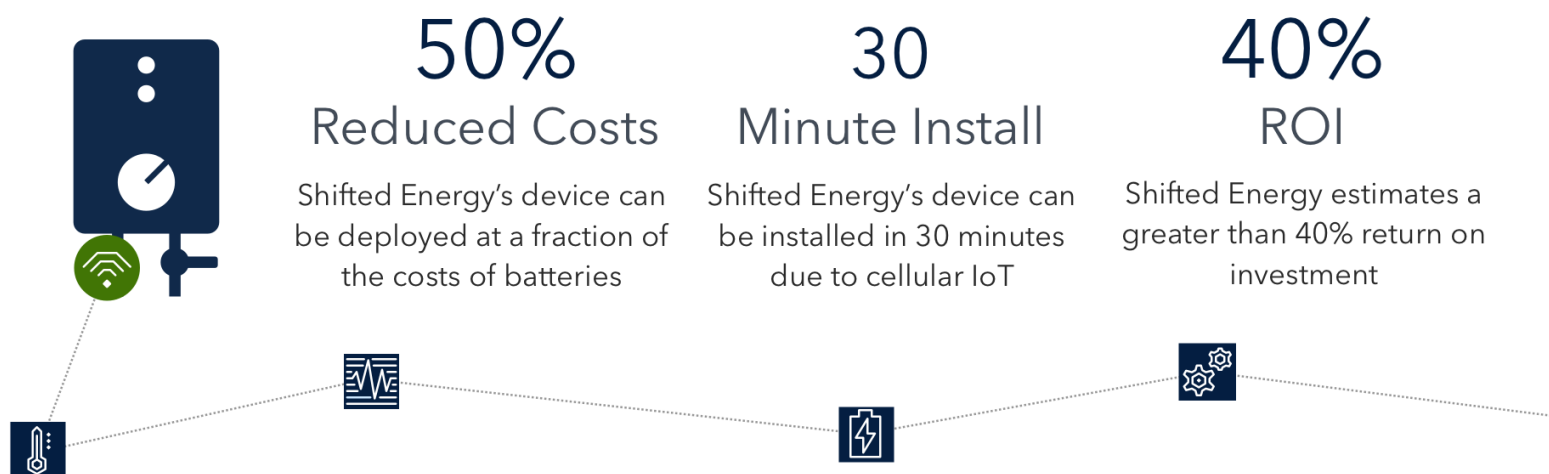 50%
Reduced Costs
Shifted Energy’s device can
be deployed at a fraction of
the costs of batteries
30
Minute Install
Shifted Energy’s device can
be installed in 30 minutes
due to cellular IoT
40%
ROI
Shifted Energy estimates a
greater than 40% return on
investment